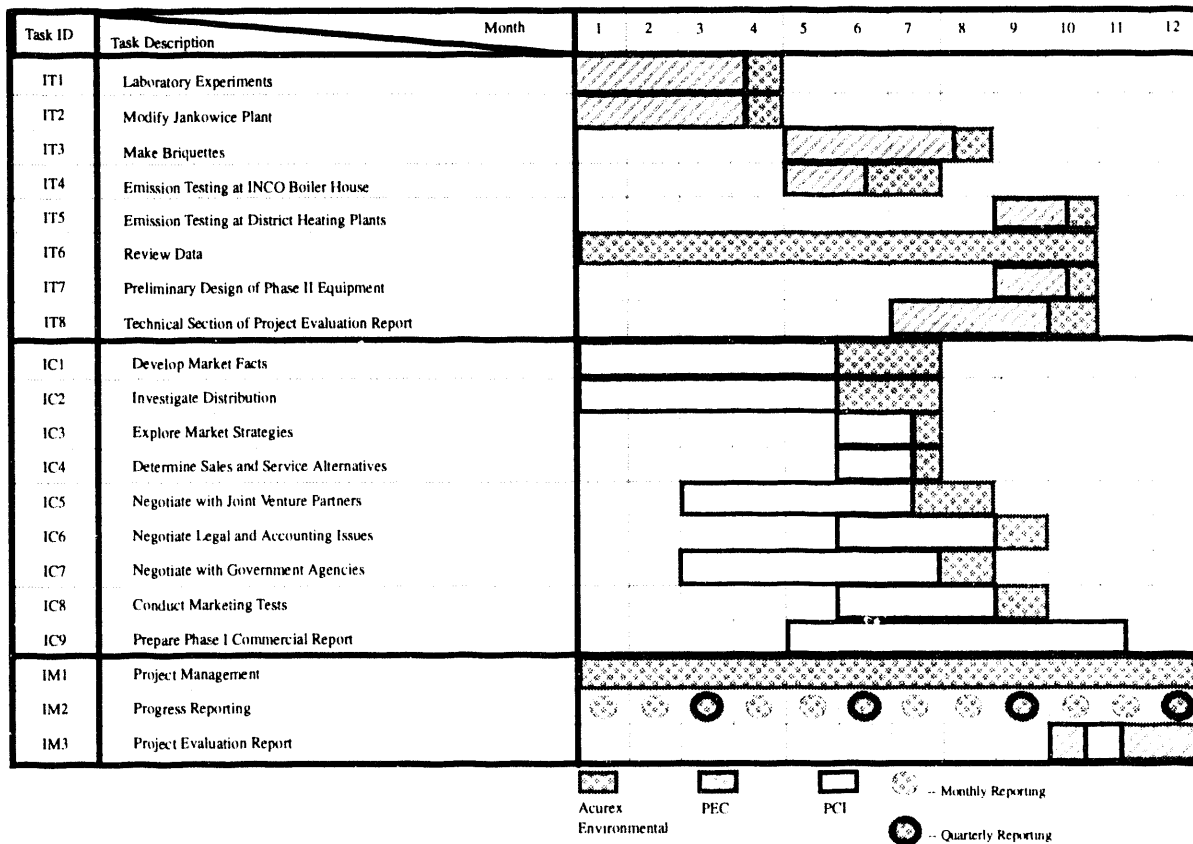 Task ID Task Description Month 1 2 3 4 5 6 7 8 9 10 11 12
IT1 Laboratory Experiments
IT2 Modify Jankowice Plant
IT3 Make Briquettes
IT4 Emission Testing at INCO Boiler House
IT5 Emission Testing at District Heating Plants
IT6 Review Data
IT7 Preliminary Design of Phase II Equipment
IT8 Technical Section of Project Evaluation Report
IC1 Develop Market Facts
IC2 Investigate Distribution
IC3 Explore Market Strategies
IC4 Determine Sales and Service Alternatives
IC5 Negotiate with Joint Venture Partners
IC6 Negotiate Legal and Accounting Issues
IC7 Negotiate with Government Agencies
IC8 Conduct Marketing Tests
IC9 Prepare Phase I Commercial Report
IM1 Project Management
IM2 Progress Reporting
IM3 Project Evaluation Report
Acurex Environmental
PEC
PCI
-- Monthly Reporting
-- Quarterly Reporting